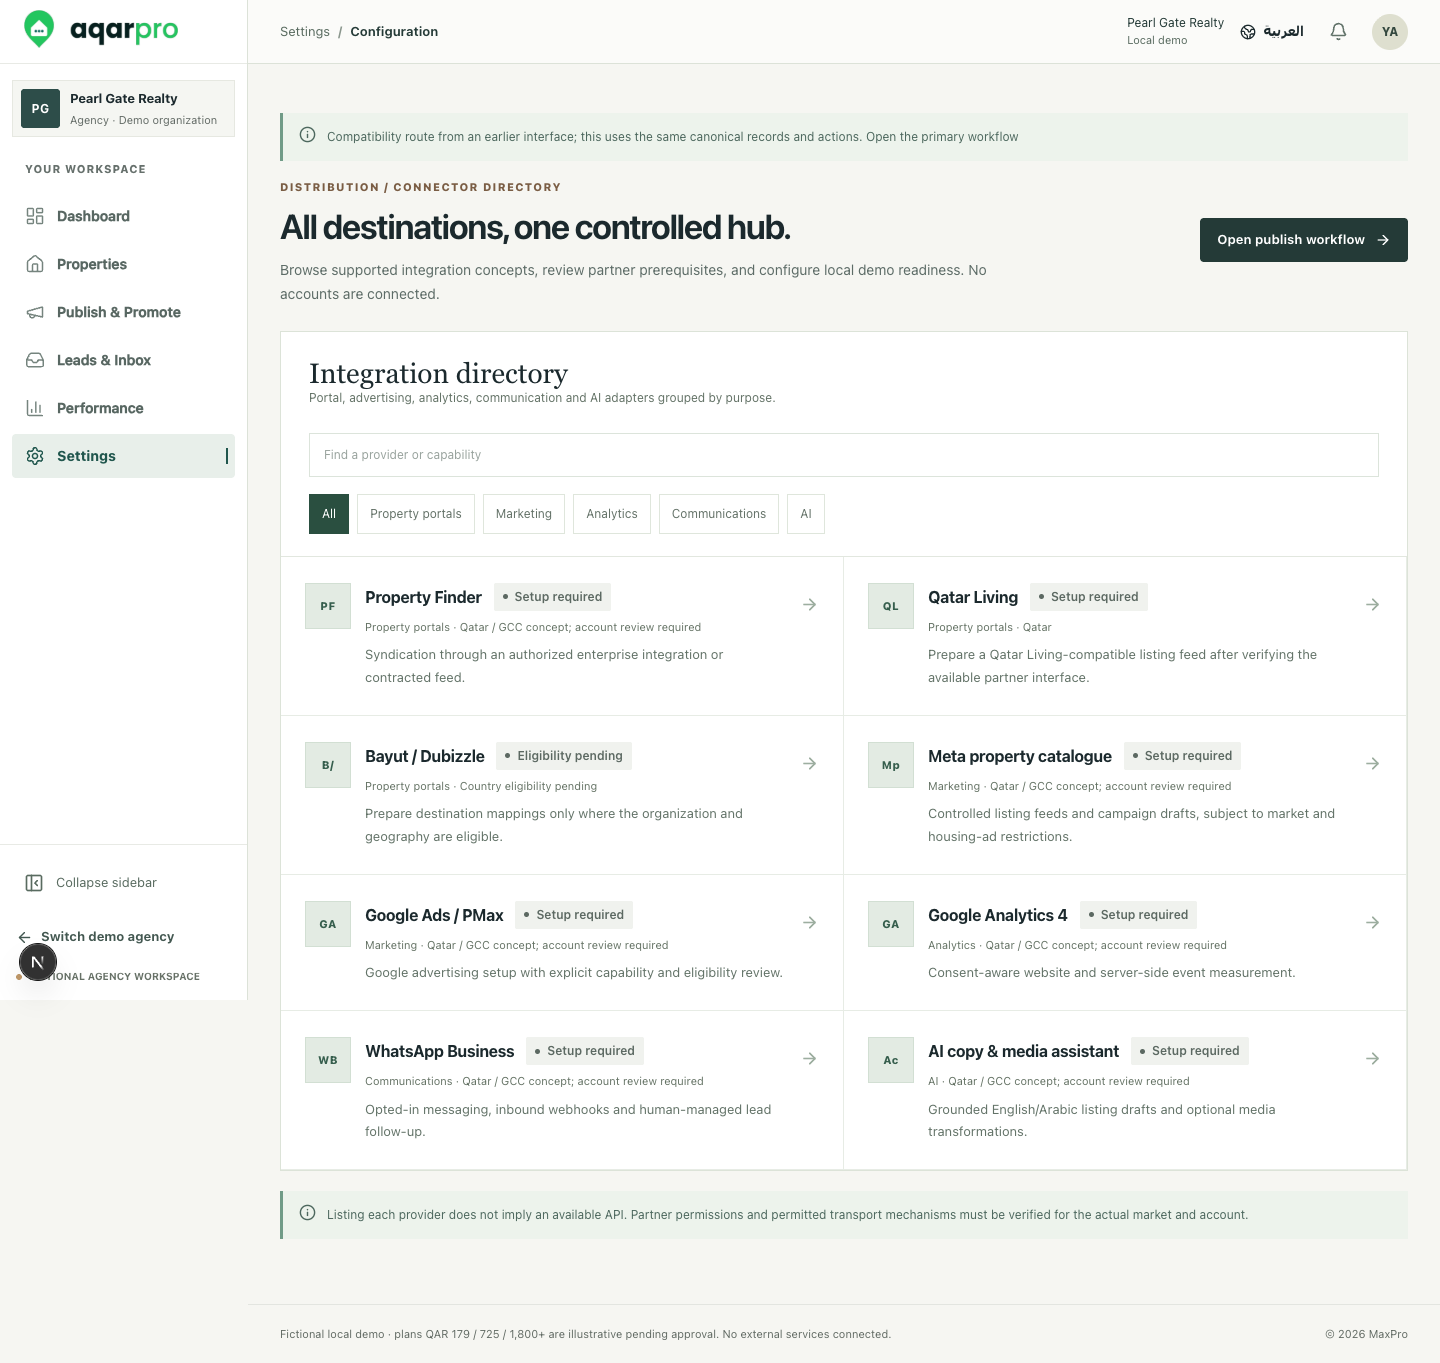 aqarpro
Settings / Configuration
Pearl Gate Realty
Local demo
العربية
YA
PG
Pearl Gate Realty
Agency · Demo organization
YOUR WORKSPACE
Dashboard
Properties
Publish & Promote
Leads & Inbox
Performance
Settings
Collapse sidebar
Switch demo agency
N
IONAL AGENCY WORKSPACE
Compatibility route from an earlier interface; this uses the same canonical records and actions. Open the primary workflow
DISTRIBUTION / CONNECTOR DIRECTORY
All destinations, one controlled hub.
Browse supported integration concepts, review partner prerequisites, and configure local demo readiness. No
accounts are connected.
Open publish workflow
Integration directory
Portal, advertising, analytics, communication and AI adapters grouped by purpose.
Find a provider or capability
All
Property portals
Marketing
Analytics
Communications
AI
PF
Property Finder
Setup required
Property portals · Qatar / GCC concept; account review required
Syndication through an authorized enterprise integration or
contracted feed.
QL
Qatar Living
Setup required
Property portals · Qatar
Prepare a Qatar Living-compatible listing feed after verifying the
available partner interface.
B/
Bayut / Dubizzle
Eligibility pending
Property portals · Country eligibility pending
Prepare destination mappings only where the organization and
geography are eligible.
Mp
Meta property catalogue
Setup required
Marketing · Qatar / GCC concept; account review required
Controlled listing feeds and campaign drafts, subject to market and
housing-ad restrictions.
GA
Google Ads / PMax
Setup required
Marketing · Qatar / GCC concept; account review required
Google advertising setup with explicit capability and eligibility review.
GA
Google Analytics 4
Setup required
Analytics · Qatar / GCC concept; account review required
Consent-aware website and server-side event measurement.
WB
WhatsApp Business
Setup required
Communications · Qatar / GCC concept; account review required
Opted-in messaging, inbound webhooks and human-managed lead
follow-up.
Ac
AI copy & media assistant
Setup required
AI · Qatar / GCC concept; account review required
Grounded English/Arabic listing drafts and optional media
transformations.
Listing each provider does not imply an available API. Partner permissions and permitted transport mechanisms must be verified for the actual market and account.
Fictional local demo · plans QAR 179 / 725 / 1,800+ are illustrative pending approval. No external services connected.
© 2026 MaxPro